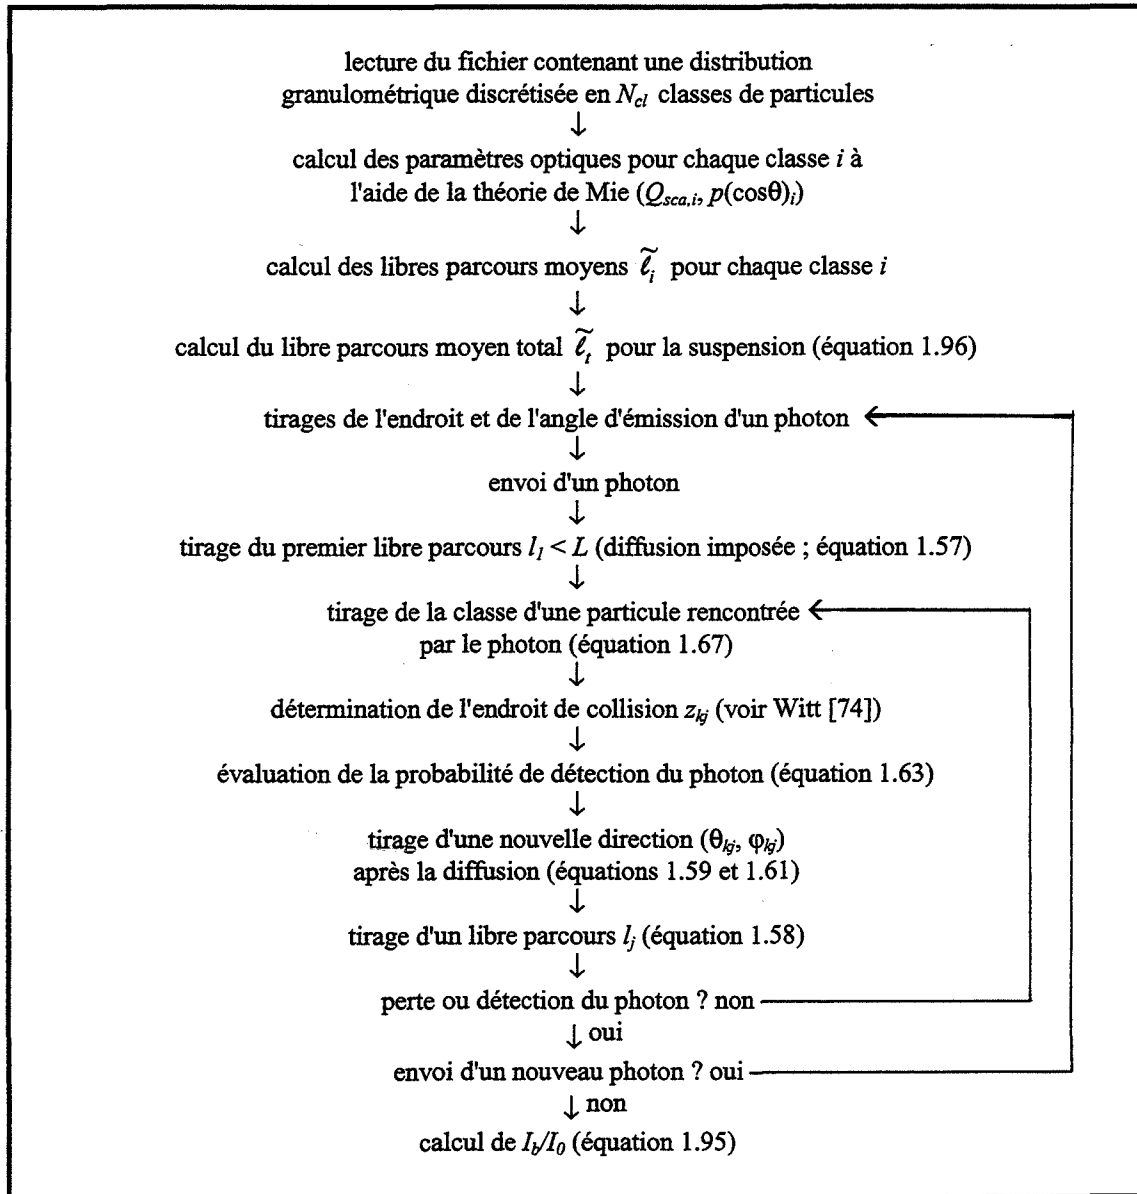 lecture du fichier contenant une distribution
granulométrique discrétisée en N_cl classes de particules
↓
calcul des paramètres optiques pour chaque classe i à
l'aide de la théorie de Mie (Q_sca,i, p(cosθ)_i)
↓
calcul des libres parcours moyens ℓ̃_i pour chaque classe i
↓
calcul du libre parcours moyen total ℓ̃_t pour la suspension (équation 1.96)
↓
tirages de l'endroit et de l'angle d'émission d'un photon
↓
envoi d'un photon
↓
tirage du premier libre parcours l_1 < L (diffusion imposée ; équation 1.57)
↓
tirage de la classe d'une particule rencontrée
par le photon (équation 1.67)
↓
détermination de l'endroit de collision z_kj (voir Witt [74])
↓
évaluation de la probabilité de détection du photon (équation 1.63)
↓
tirage d'une nouvelle direction (θ_kj, φ_kj)
après la diffusion (équations 1.59 et 1.61)
↓
tirage d'un libre parcours l_j (équation 1.58)
↓
perte ou détection du photon ? non
↓ oui
envoi d'un nouveau photon ? oui
↓ non
calcul de I_b/I_0 (équation 1.95)